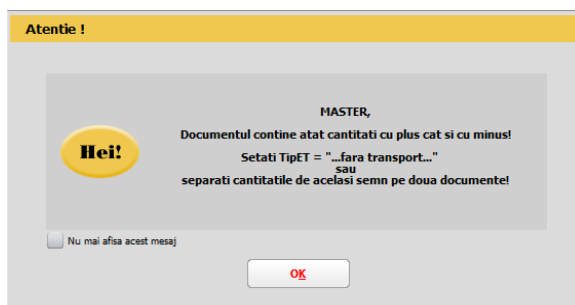 Atentie !
MASTER,
Documentul contine atat cantitati cu plus cat si cu minus!
Hei!
Setati TipET = "...fara transport..."
sau
separati cantitatile de acelasi semn pe doua documente!
Nu mai afisa acest mesaj
OK